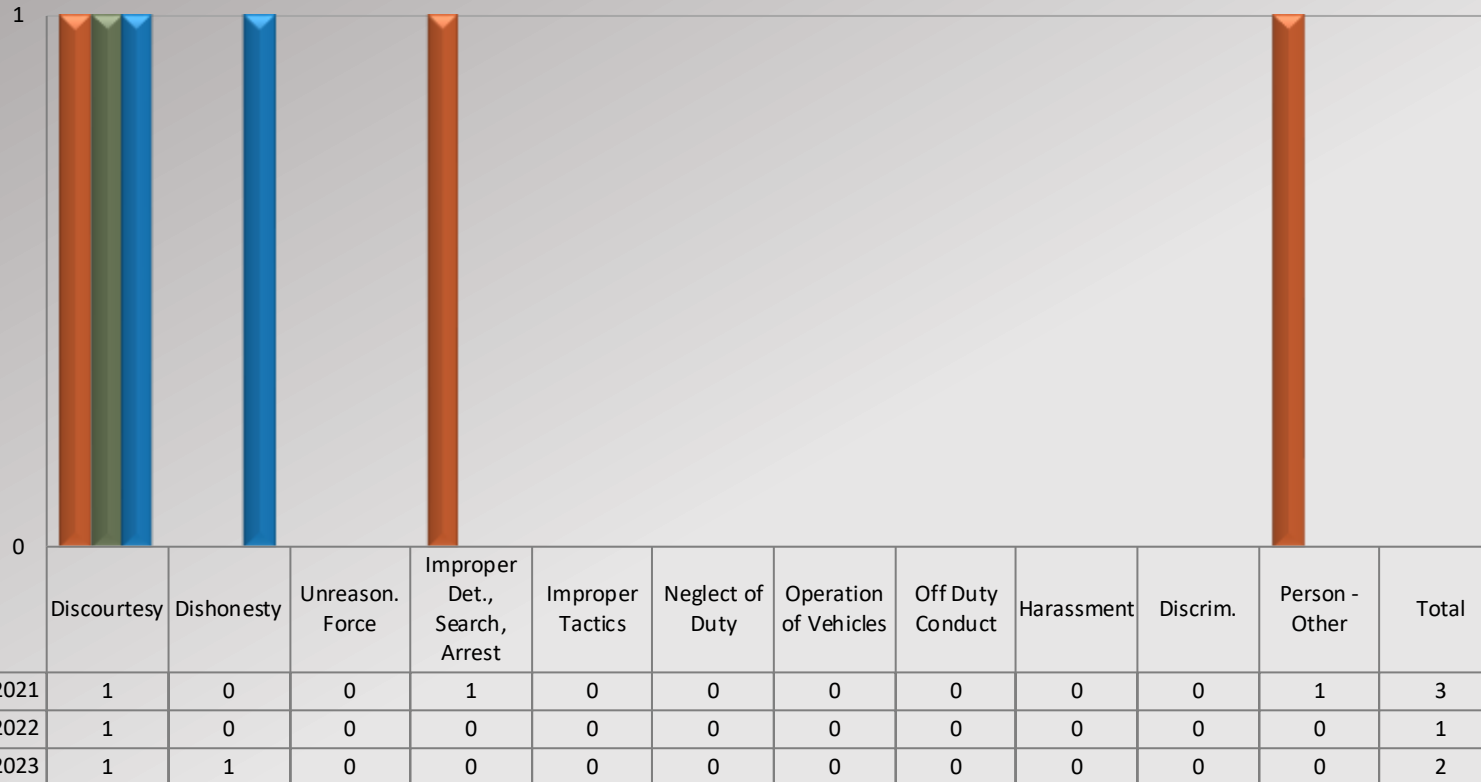 1
0
Discourtesy Dishonesty Unreason. Force Improper Det., Search, Arrest Improper Tactics Neglect of Duty Operation of Vehicles Off Duty Conduct Harassment Discrim. Person - Other Total
2021 1 0 0 1 0 0 0 0 0 0 1 3
2022 1 0 0 0 0 0 0 0 0 0 0 1
2023 1 1 0 0 0 0 0 0 0 0 0 2